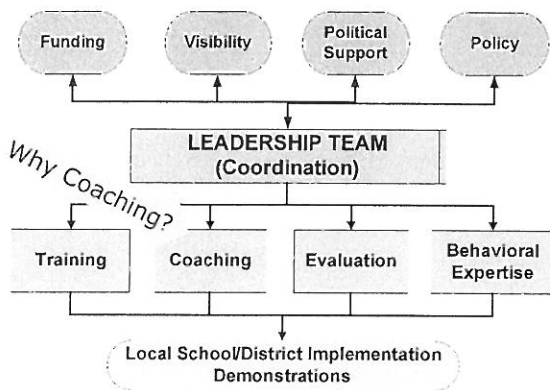 Funding
Visibility
Political
Support
Policy
LEADERSHIP TEAM
(Coordination)
Why Coaching?
Training
Coaching
Evaluation
Behavioral
Expertise
Local School/District Implementation
Demonstrations